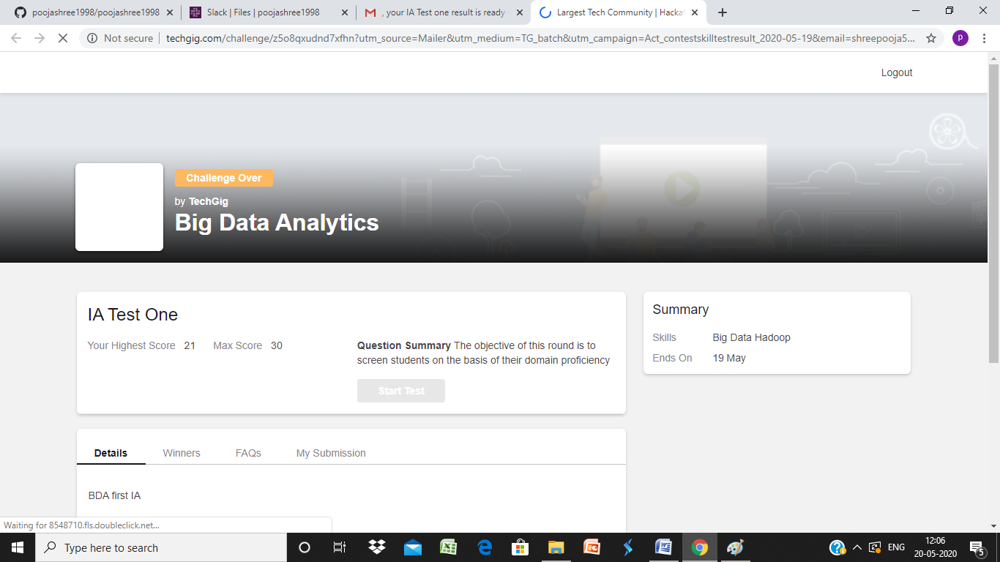 poojashree1998/poojashree1998
Slack | Files | poojashree1998
, your IA Test one result is ready
Largest Tech Community | Hacka
Not secure | techgig.com/challenge/z5o8qxudnd7xfhn?utm_source=Mailer&utm_medium=TG_batch&utm_campaign=Act_contestskilltestresult_2020-05-19&email=shreepooja5...
p
Logout
Challenge Over
by TechGig
Big Data Analytics
IA Test One
Your Highest Score 21 Max Score 30
Question Summary The objective of this round is to
screen students on the basis of their domain proficiency
Start Test
Summary
Skills Big Data Hadoop
Ends On 19 May
Details Winners FAQs My Submission
BDA first IA
Waiting for 8548710.fls.doubleclick.net...
Type here to search
ENG
12:06
20-05-2020
5